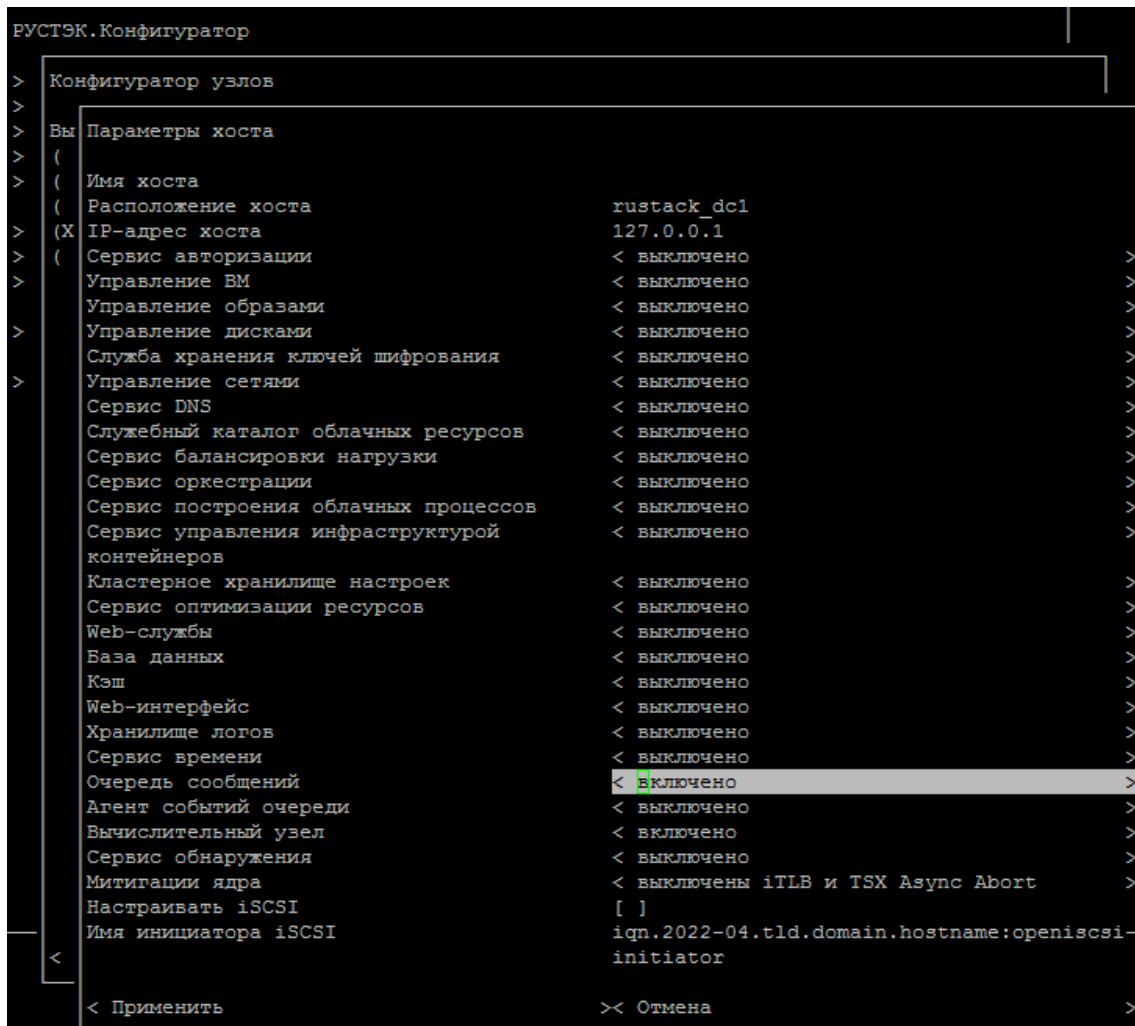 РУСТЭК.Конфигуратор
> Конфигуратор узлов
>
> Вы Параметры хоста
> (
> ( Имя хоста
( Расположение хоста rustack_dc1
> (X IP-адрес хоста 127.0.0.1
> ( Сервис авторизации < выключено >
> Управление ВМ < выключено >
Управление образами < выключено >
> Управление дисками < выключено >
Служба хранения ключей шифрования < выключено >
> Управление сетями < выключено >
Сервис DNS < выключено >
Служебный каталог облачных ресурсов < выключено >
Сервис балансировки нагрузки < выключено >
Сервис оркестрации < выключено >
Сервис построения облачных процессов < выключено >
Сервис управления инфраструктурой < выключено >
контейнеров
Кластерное хранилище настроек < выключено >
Сервис оптимизации ресурсов < выключено >
Web-службы < выключено >
База данных < выключено >
Кэш < выключено >
Web-интерфейс < выключено >
Хранилище логов < выключено >
Сервис времени < выключено >
Очередь сообщений < включено >
Агент событий очереди < выключено >
Вычислительный узел < включено >
Сервис обнаружения < выключено >
Митигации ядра < выключены iTLB и TSX Async Abort >
Настраивать iSCSI [ ]
Имя инициатора iSCSI iqn.2022-04.tld.domain.hostname:openiscsi-
< initiator
< Применить >< Отмена >